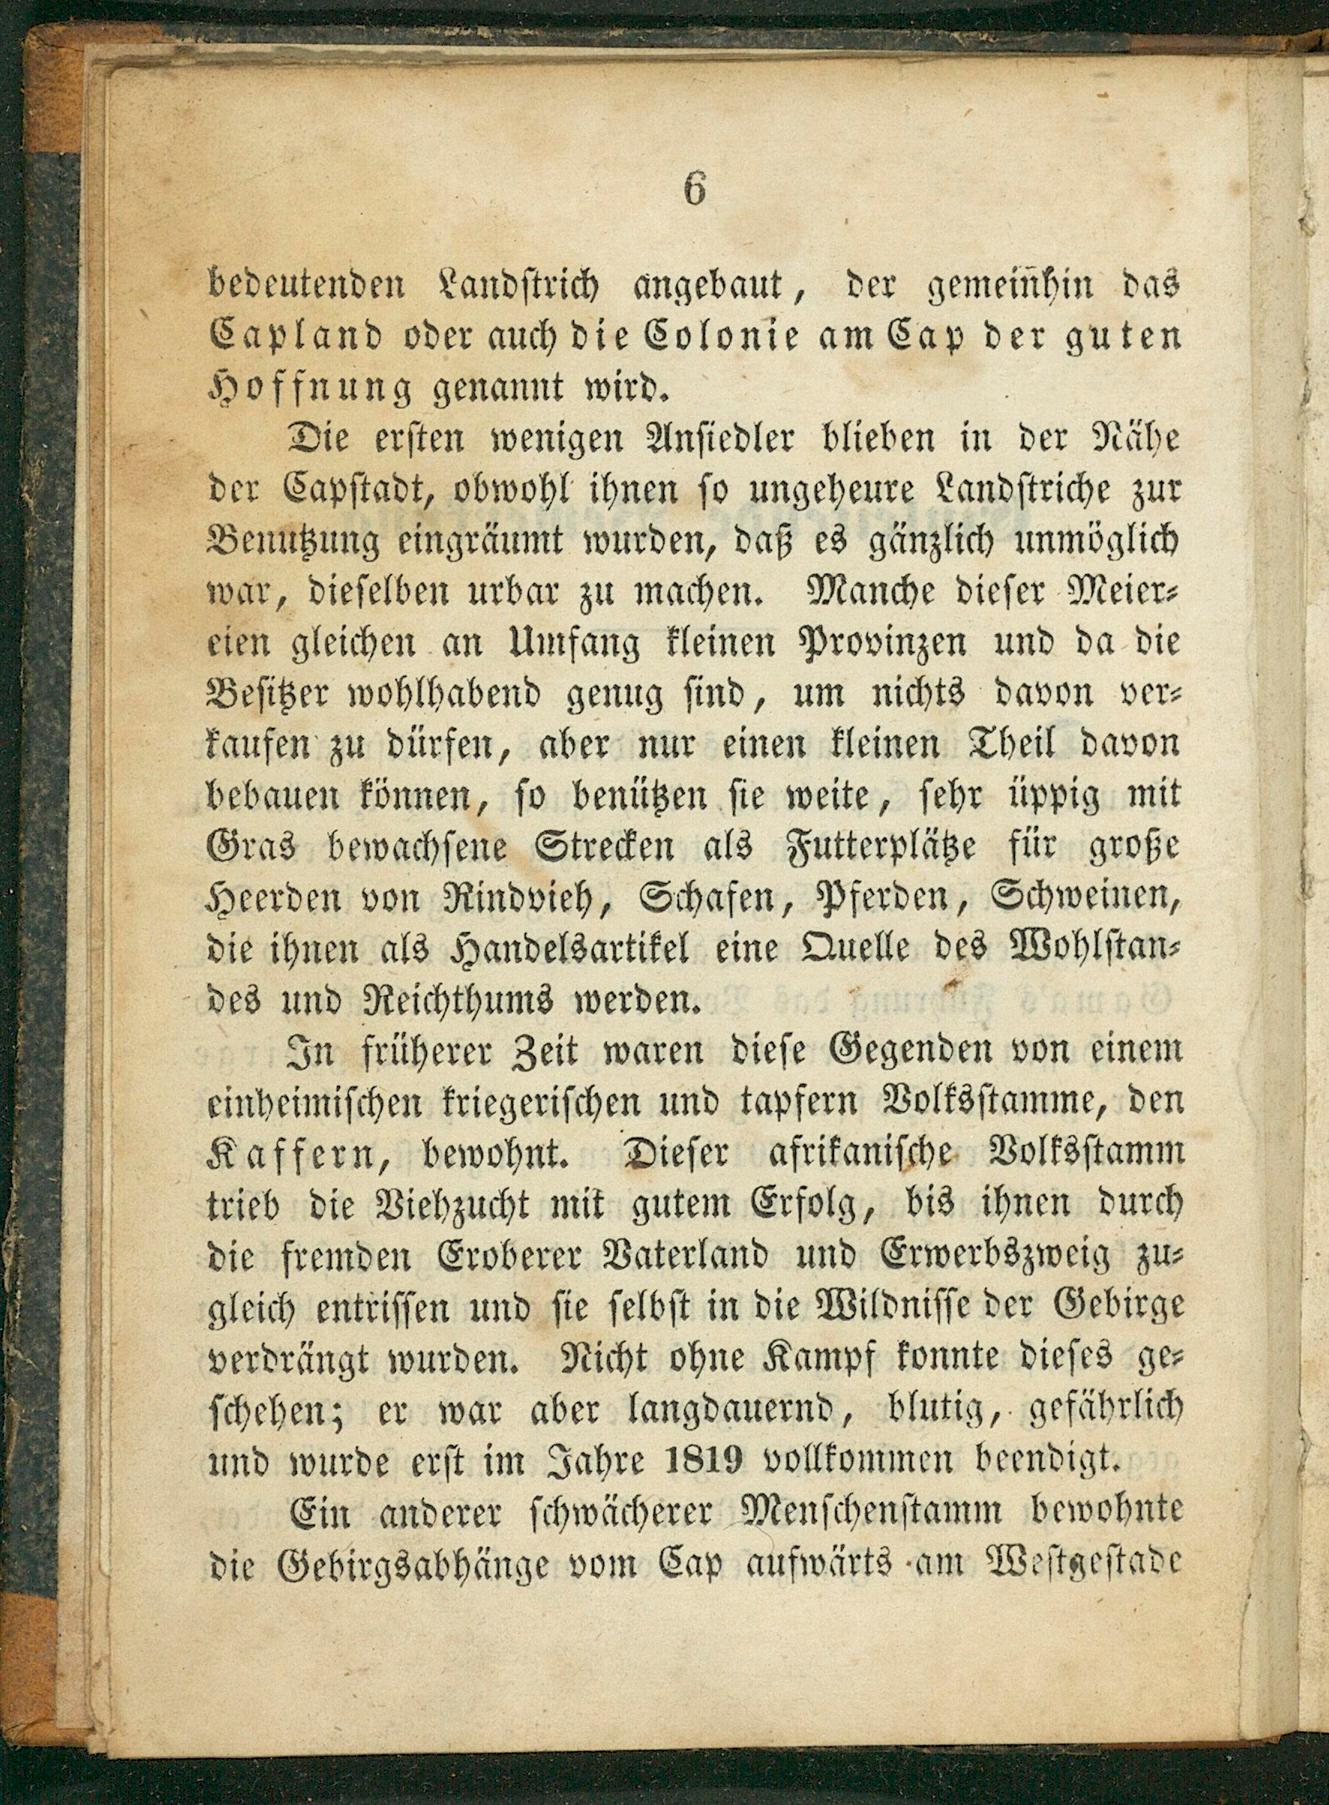 6
bedeutenden Landstrich angebaut, der gemein̄hin das
Capland oder auch die Colonie am Cap der guten
Hoffnung genannt wird.
Die ersten wenigen Ansiedler blieben in der Nähe
der Capstadt, obwohl ihnen so ungeheure Landstriche zur
Benutzung eingräumt wurden, daß es gänzlich unmöglich
war, dieselben urbar zu machen. Manche dieser Meier-
eien gleichen an Umfang kleinen Provinzen und da die
Besitzer wohlhabend genug sind, um nichts davon ver-
kaufen zu dürfen, aber nur einen kleinen Theil davon
bebauen können, so benützen sie weite, sehr üppig mit
Gras bewachsene Strecken als Futterplätze für große
Heerden von Rindvieh, Schafen, Pferden, Schweinen,
die ihnen als Handelsartikel eine Quelle des Wohlstan-
des und Reichthums werden.
In früherer Zeit waren diese Gegenden von einem
einheimischen kriegerischen und tapfern Volksstamme, den
Kaffern, bewohnt. Dieser afrikanische Volksstamm
trieb die Viehzucht mit gutem Erfolg, bis ihnen durch
die fremden Eroberer Vaterland und Erwerbszweig zu-
gleich entrissen und sie selbst in die Wildnisse der Gebirge
verdrängt wurden. Nicht ohne Kampf konnte dieses ge-
schehen; er war aber langdauernd, blutig, gefährlich
und wurde erst im Jahre 1819 vollkommen beendigt.
Ein anderer schwächerer Menschenstamm bewohnte
die Gebirgsabhänge vom Cap aufwärts am Westgestade